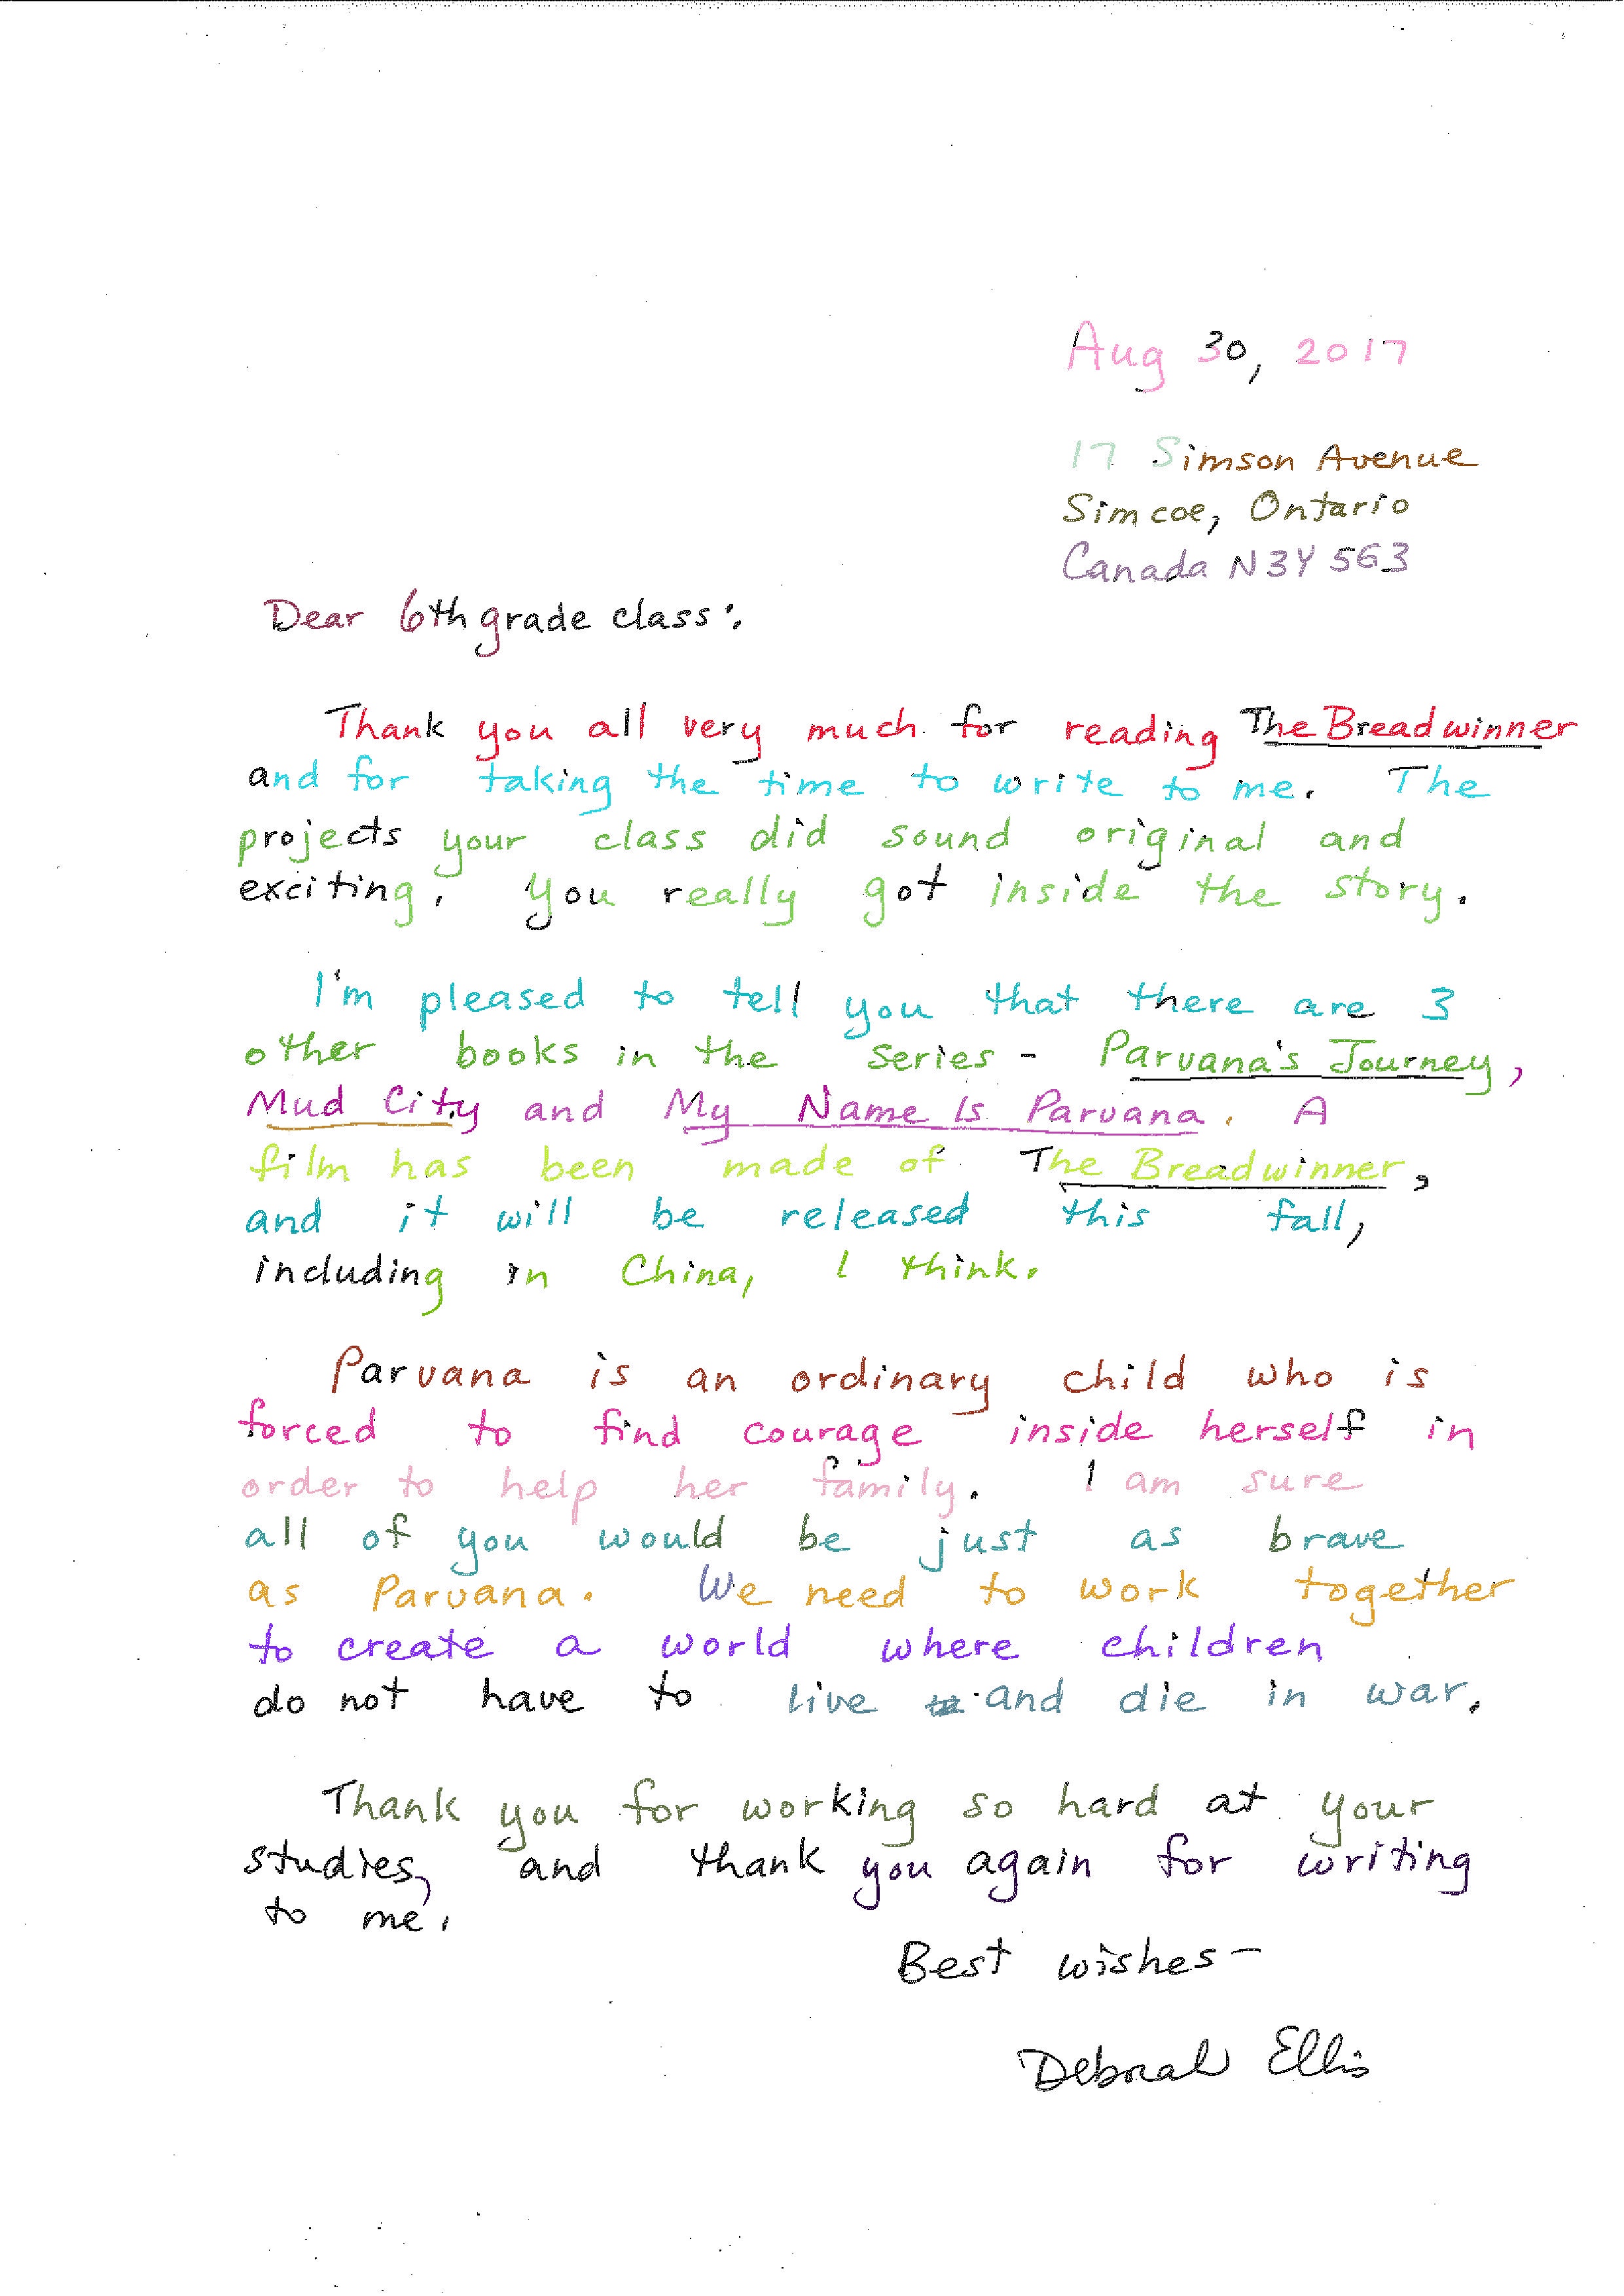 Aug 30, 2017
17 Simson Avenue
Simcoe, Ontario
Canada N3Y 5G3
Dear 6th grade class:
Thank you all very much for reading The Breadwinner
and for taking the time to write to me. The
projects your class did sound original and
exciting. You really got inside the story.
I'm pleased to tell you that there are 3
other books in the series - Parvana's Journey,
Mud City and My Name Is Parvana. A
film has been made of The Breadwinner,
and it will be released this fall,
including in China, I think.
Parvana is an ordinary child who is
forced to find courage inside herself in
order to help her family. I am sure
all of you would be just as brave
as Parvana. We need to work together
to create a world where children
do not have to live and die in war.
Thank you for working so hard at your
studies, and thank you again for writing
to me.
Best wishes -
Deborah Ellis